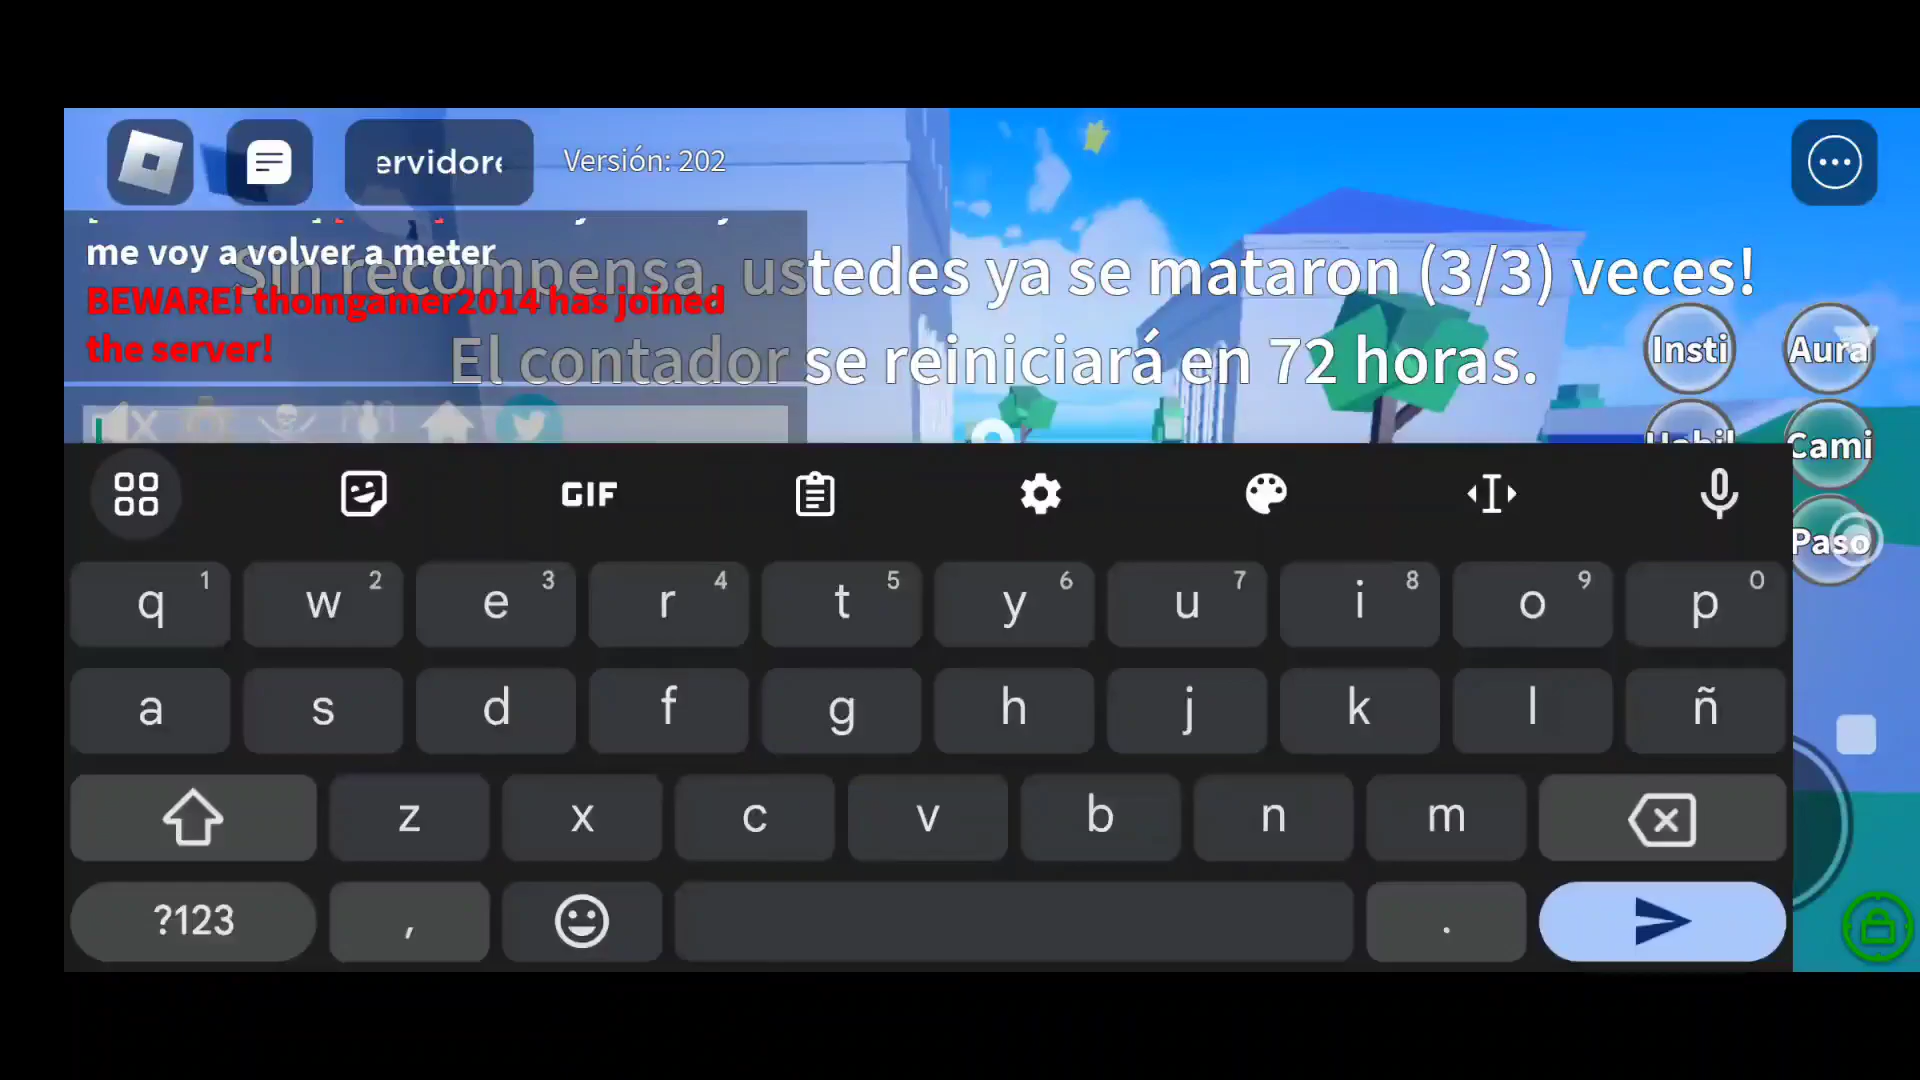 ervidore
Versión: 202
me voy a volver a meter
BEWARE! thomgamer2014 has joined
the server!
Sin recompensa, ustedes ya se mataron (3/3) veces!
El contador se reiniciará en 72 horas.
Insti
Aura
Cami
Paso
GIF
q 1 w 2 e 3 r 4 t 5 y 6 u 7 i 8 o 9 p 0
a s d f g h j k l ñ
z x c v b n m
?123 , .